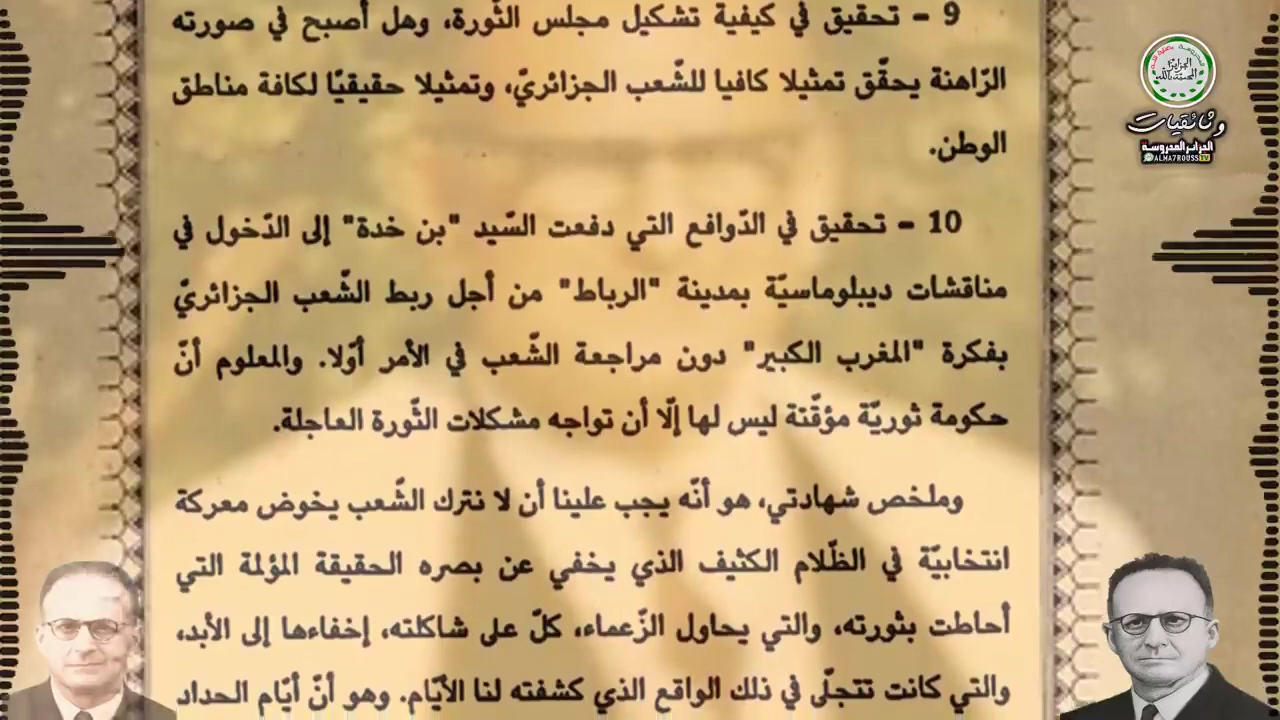 9 – تحقيق في كيفية تشكيل مجلس الثّورة، وهل أصبح في صورته
الرّاهنة يحقّق تمثيلا كافيا للشّعب الجزائريّ، وتمثيلا حقيقيّا لكافة مناطق
الوطن.
10 – تحقيق في الدّوافع التي دفعت السّيد "بن خدة" إلى الدّخول في
مناقشات ديبلوماسيّة بمدينة "الرباط" من أجل ربط الشّعب الجزائريّ
بفكرة "المغرب الكبير" دون مراجعة الشّعب في الأمر أوّلا. والمعلوم أنّ
حكومة ثوريّة مؤقّتة ليس لها إلّا أن تواجه مشكلات الثّورة العاجلة.
وملخص شهادتي، هو أنّه يجب علينا أن لا نترك الشّعب يخوض معركة
انتخابيّة في الظّلام الكثيف الذي يخفي عن بصره الحقيقة المؤلمة التي
أحاطت بثورته، والتي يحاول الزّعماء، كلّ على شاكلته، إخفاءها إلى الأبد،
والتي كانت تتجلّى في ذلك الواقع الذي كشفته لنا الأيّام. وهو أنّ أيّام الحداد
وثائقيات
الجزائر المحروسة
@ALMA7ROUSSTV